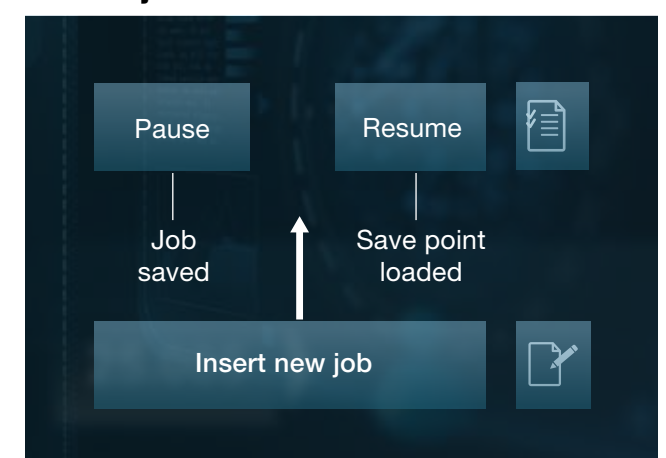 Pause
Resume
Job
saved
Save point
loaded
Insert new job